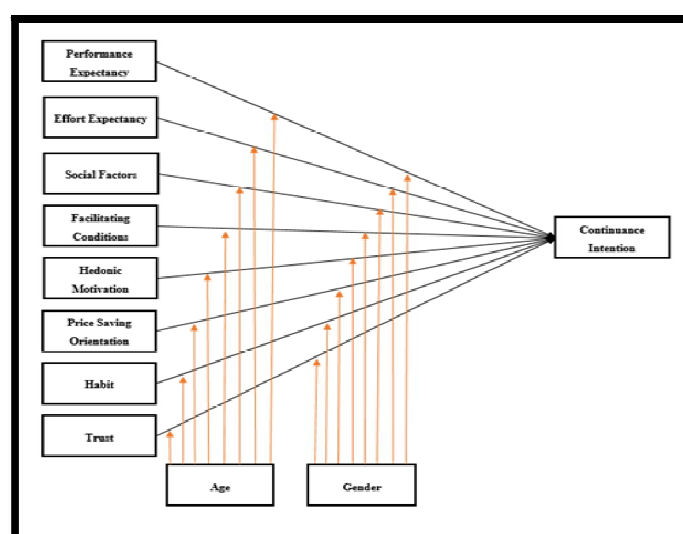 Performance
Expectancy
Effort Expectancy
Social Factors
Facilitating
Conditions
Hedonic
Motivation
Price Saving
Orientation
Habit
Trust
Continuance
Intention
Age
Gender